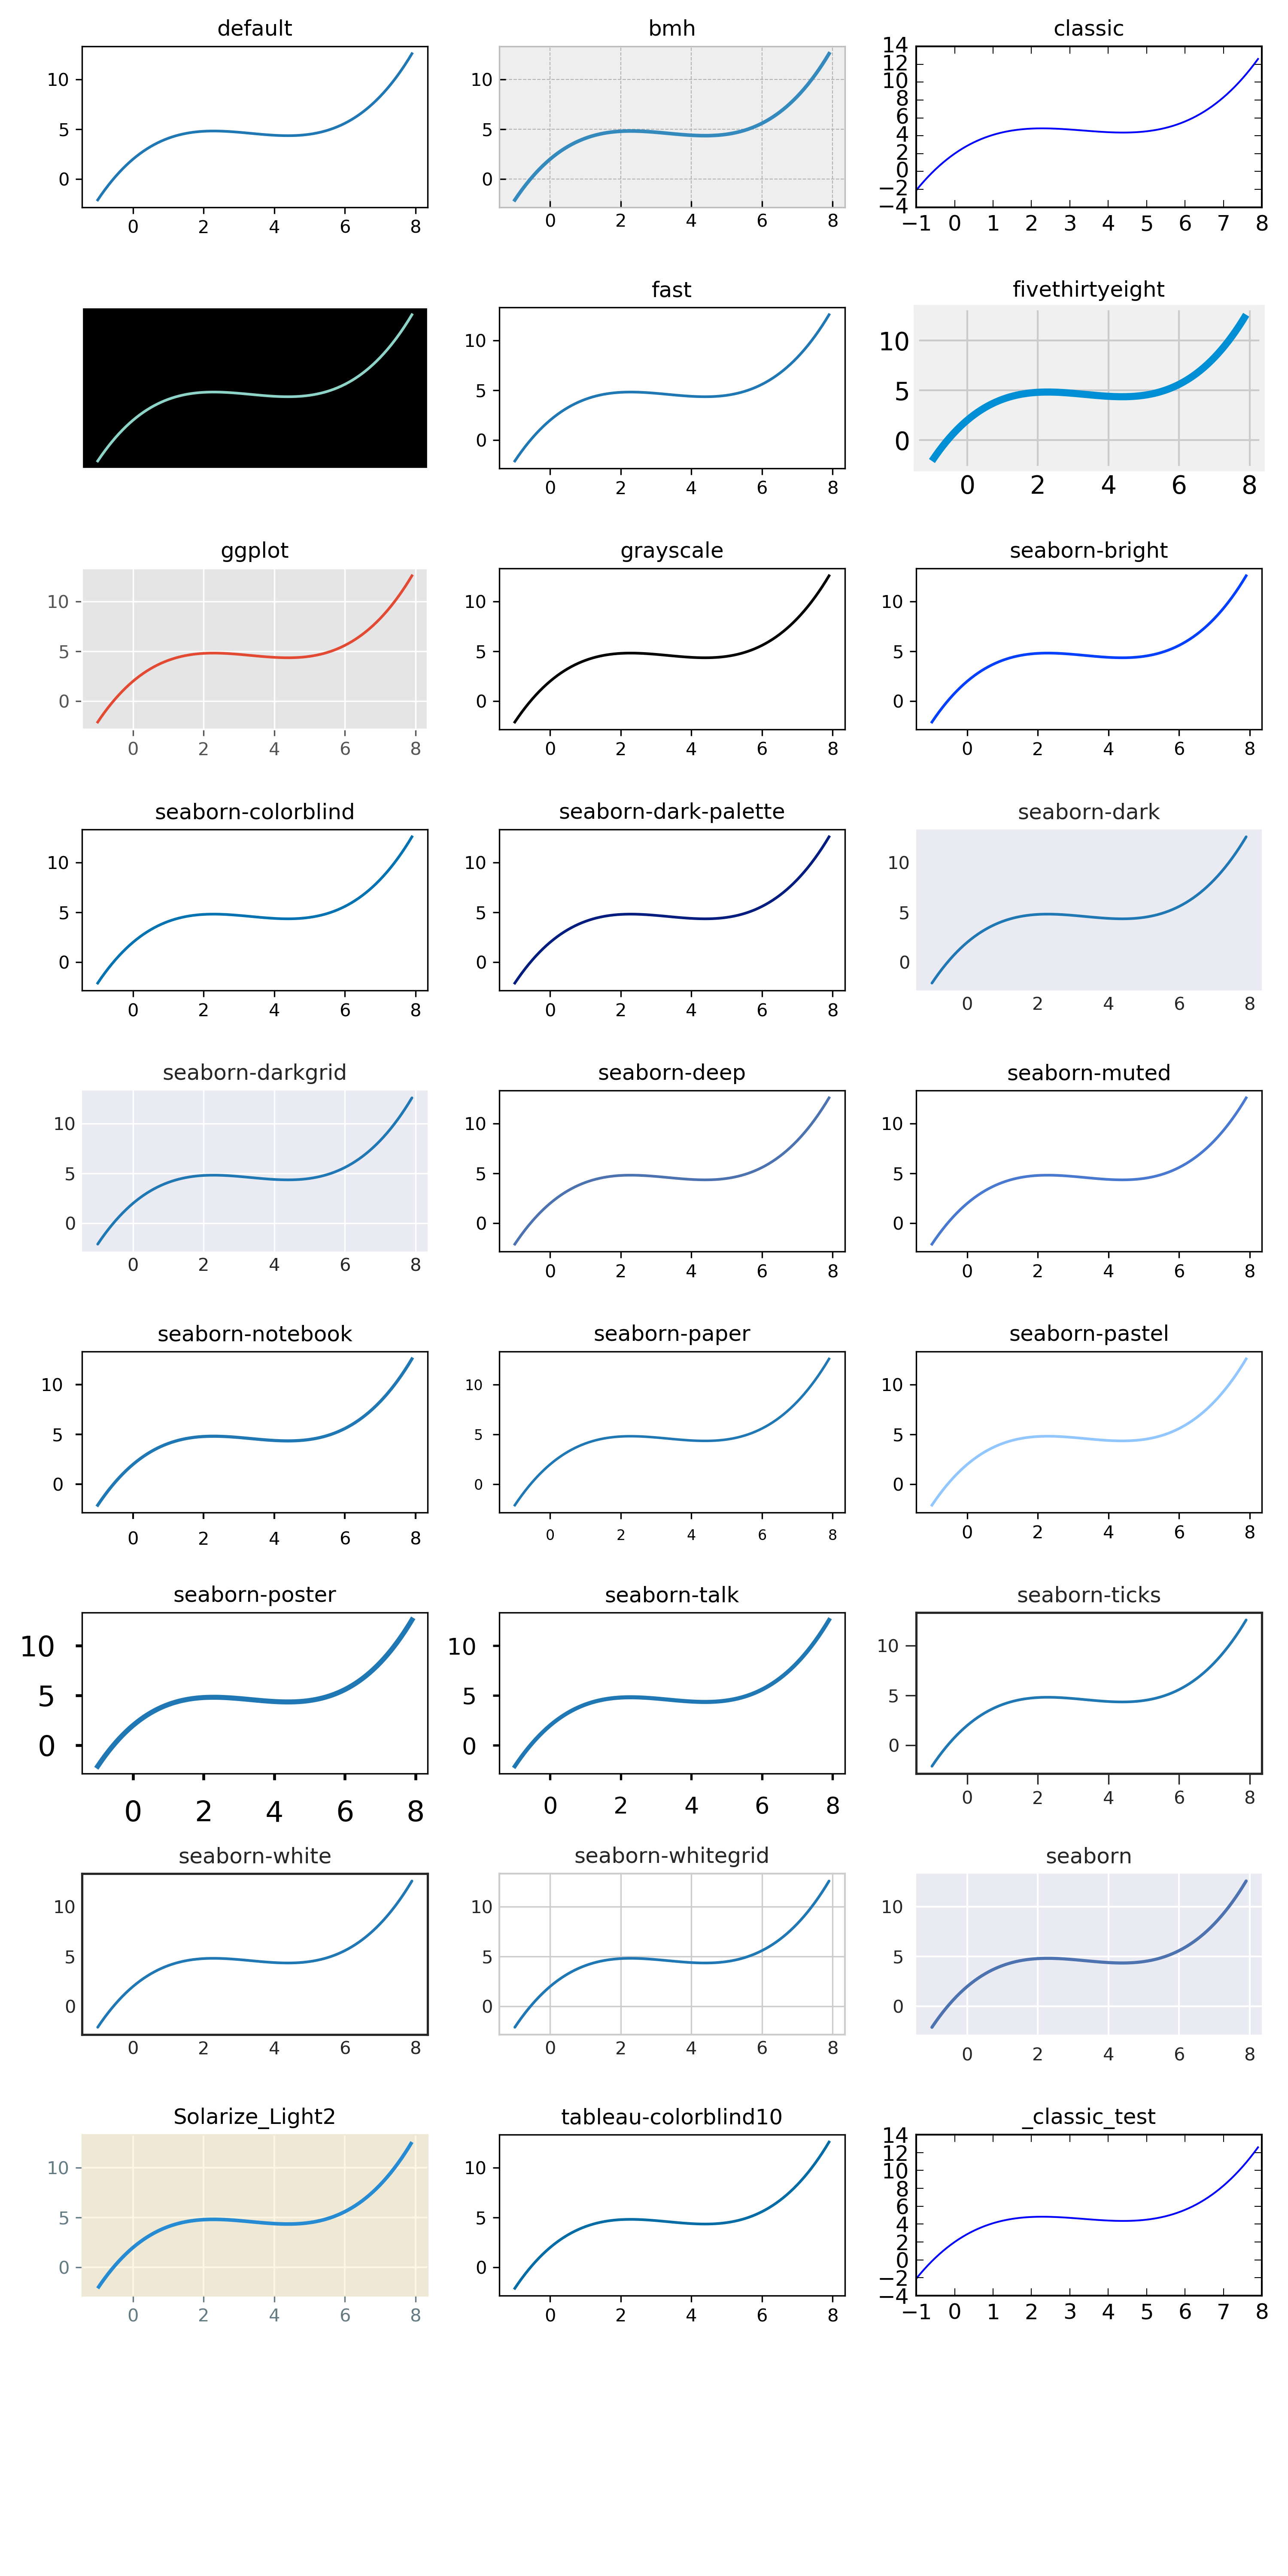 default bmh classic
10 10 14
12
10
8
5 5 6
4
2
0 0 0
−2
−4
0 2 4 6 8 0 2 4 6 8 −1 0 1 2 3 4 5 6 7 8
fast fivethirtyeight
10 10
5 5
0 0
0 2 4 6 8 0 2 4 6 8
ggplot grayscale seaborn-bright
10 10 10
5 5 5
0 0 0
0 2 4 6 8 0 2 4 6 8 0 2 4 6 8
seaborn-colorblind seaborn-dark-palette seaborn-dark
10 10 10
5 5 5
0 0 0
0 2 4 6 8 0 2 4 6 8 0 2 4 6 8
seaborn-darkgrid seaborn-deep seaborn-muted
10 10 10
5 5 5
0 0 0
0 2 4 6 8 0 2 4 6 8 0 2 4 6 8
seaborn-notebook seaborn-paper seaborn-pastel
10 10 10
5 5 5
0 0 0
0 2 4 6 8 0 2 4 6 8 0 2 4 6 8
seaborn-poster seaborn-talk seaborn-ticks
10 10 10
5 5 5
0 0 0
0 2 4 6 8 0 2 4 6 8 0 2 4 6 8
seaborn-white seaborn-whitegrid seaborn
10 10 10
5 5 5
0 0 0
0 2 4 6 8 0 2 4 6 8 0 2 4 6 8
Solarize_Light2 tableau-colorblind10 _classic_test
10 10 14
12
10
8
5 5 6
4
2
0 0 0
−2
−4
0 2 4 6 8 0 2 4 6 8 −1 0 1 2 3 4 5 6 7 8